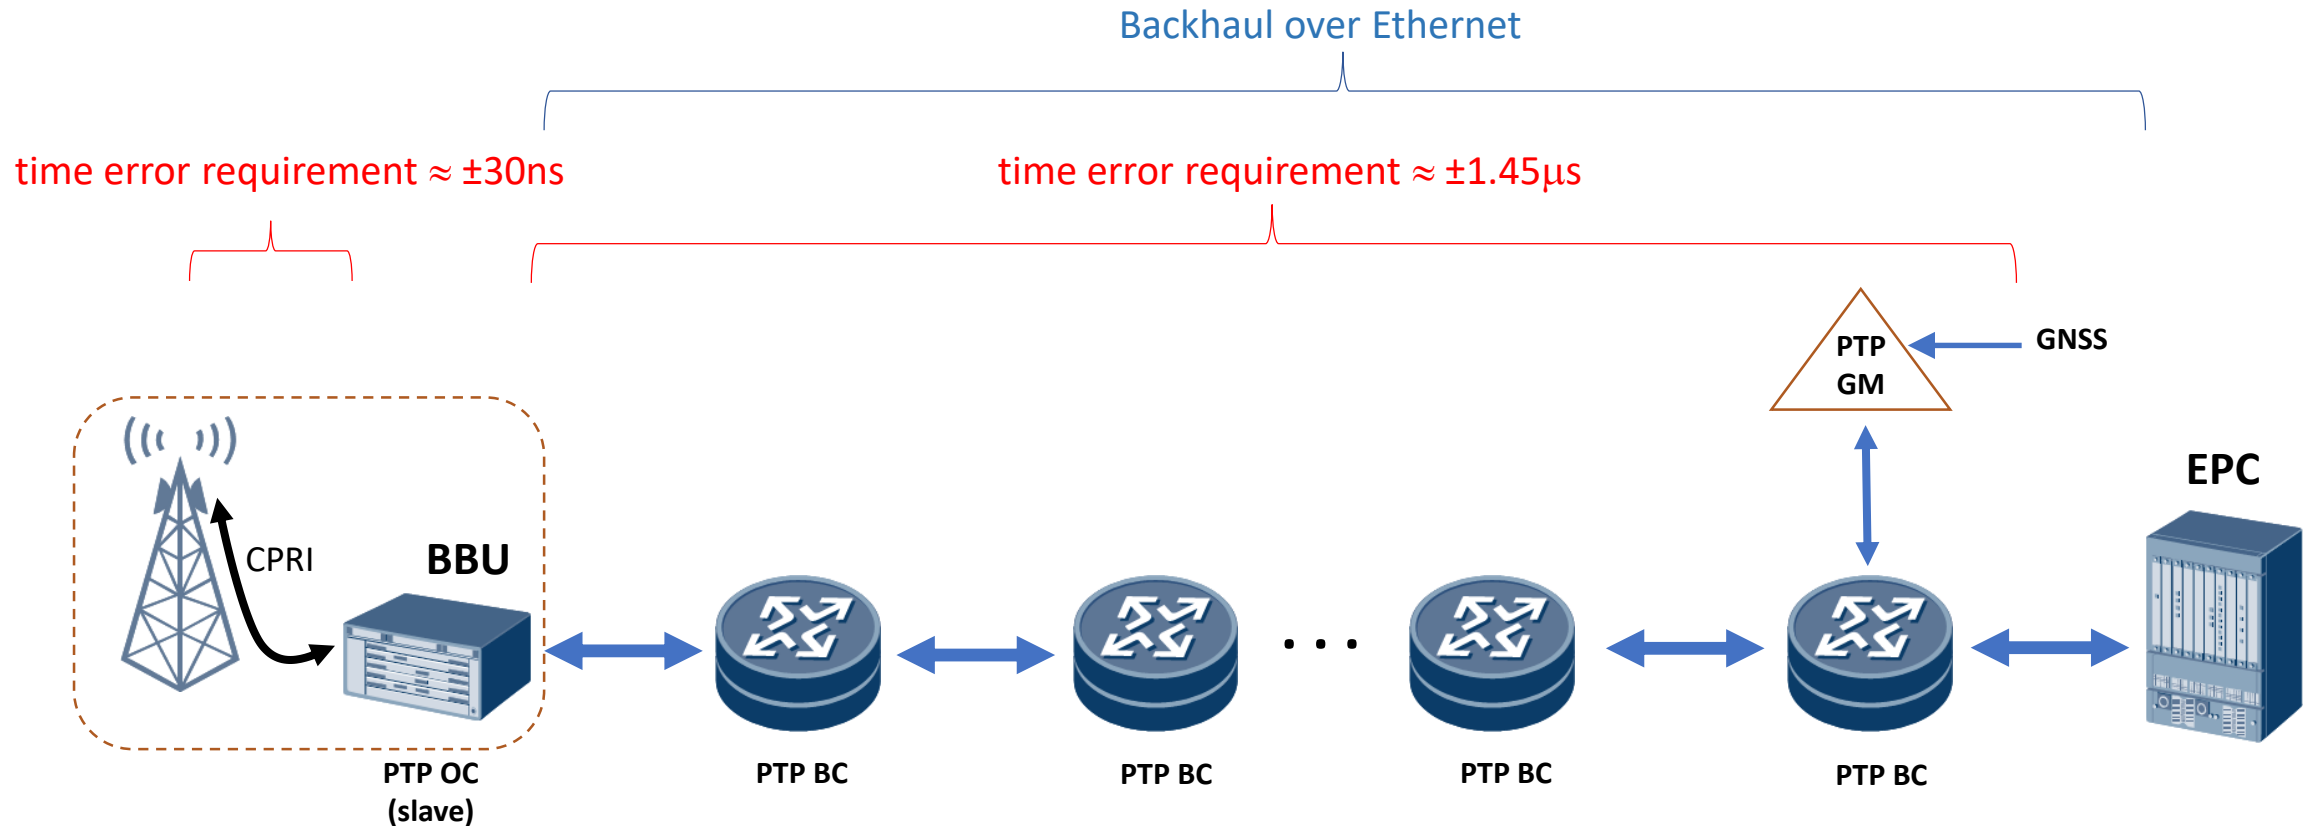 Backhaul over Ethernet
time error requirement ≈ ±30ns
time error requirement ≈ ±1.45μs
PTP
GM
GNSS
EPC
CPRI
BBU
. . .
PTP OC
(slave)
PTP BC
PTP BC
PTP BC
PTP BC